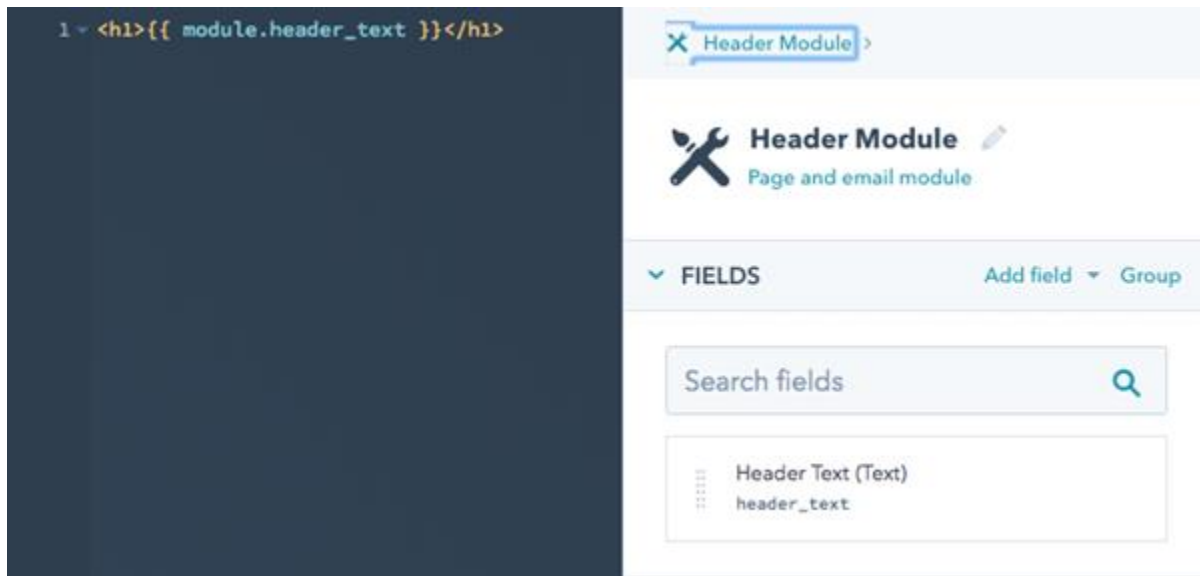 1 <h1>{{ module.header_text }}</h1>
Header Module
Header Module
Page and email module
FIELDS Add field Group
Search fields
Header Text (Text)
header_text